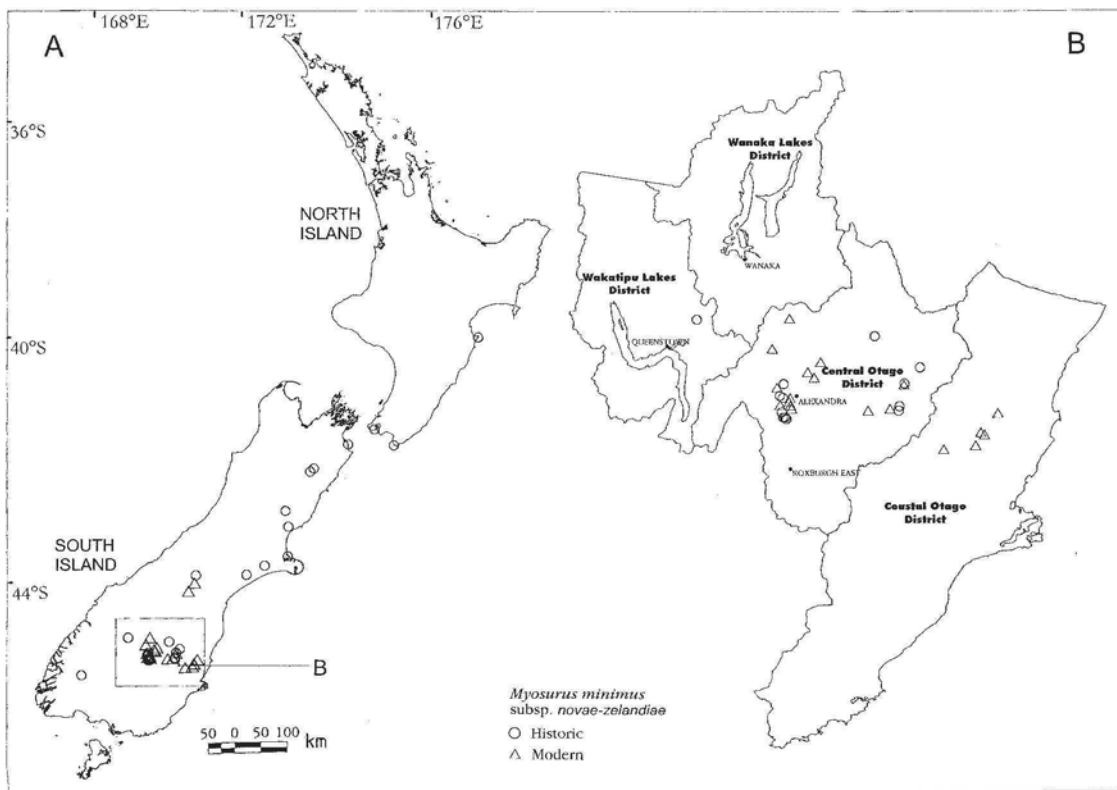 168°E
172°E
176°E
A
B
36°S
NORTH
ISLAND
40°S
SOUTH
ISLAND
44°S
B
50 0 50 100
km
Wanaka Lakes
District
WANAKA
Wakatipu Lakes
District
QUEENSTOWN
Central Otago
District
ALEXANDRA
ROXBURGH EAST
Coastal Otago
District
Myosurus minimus
subsp. novae-zelandiae
Historic
Modern